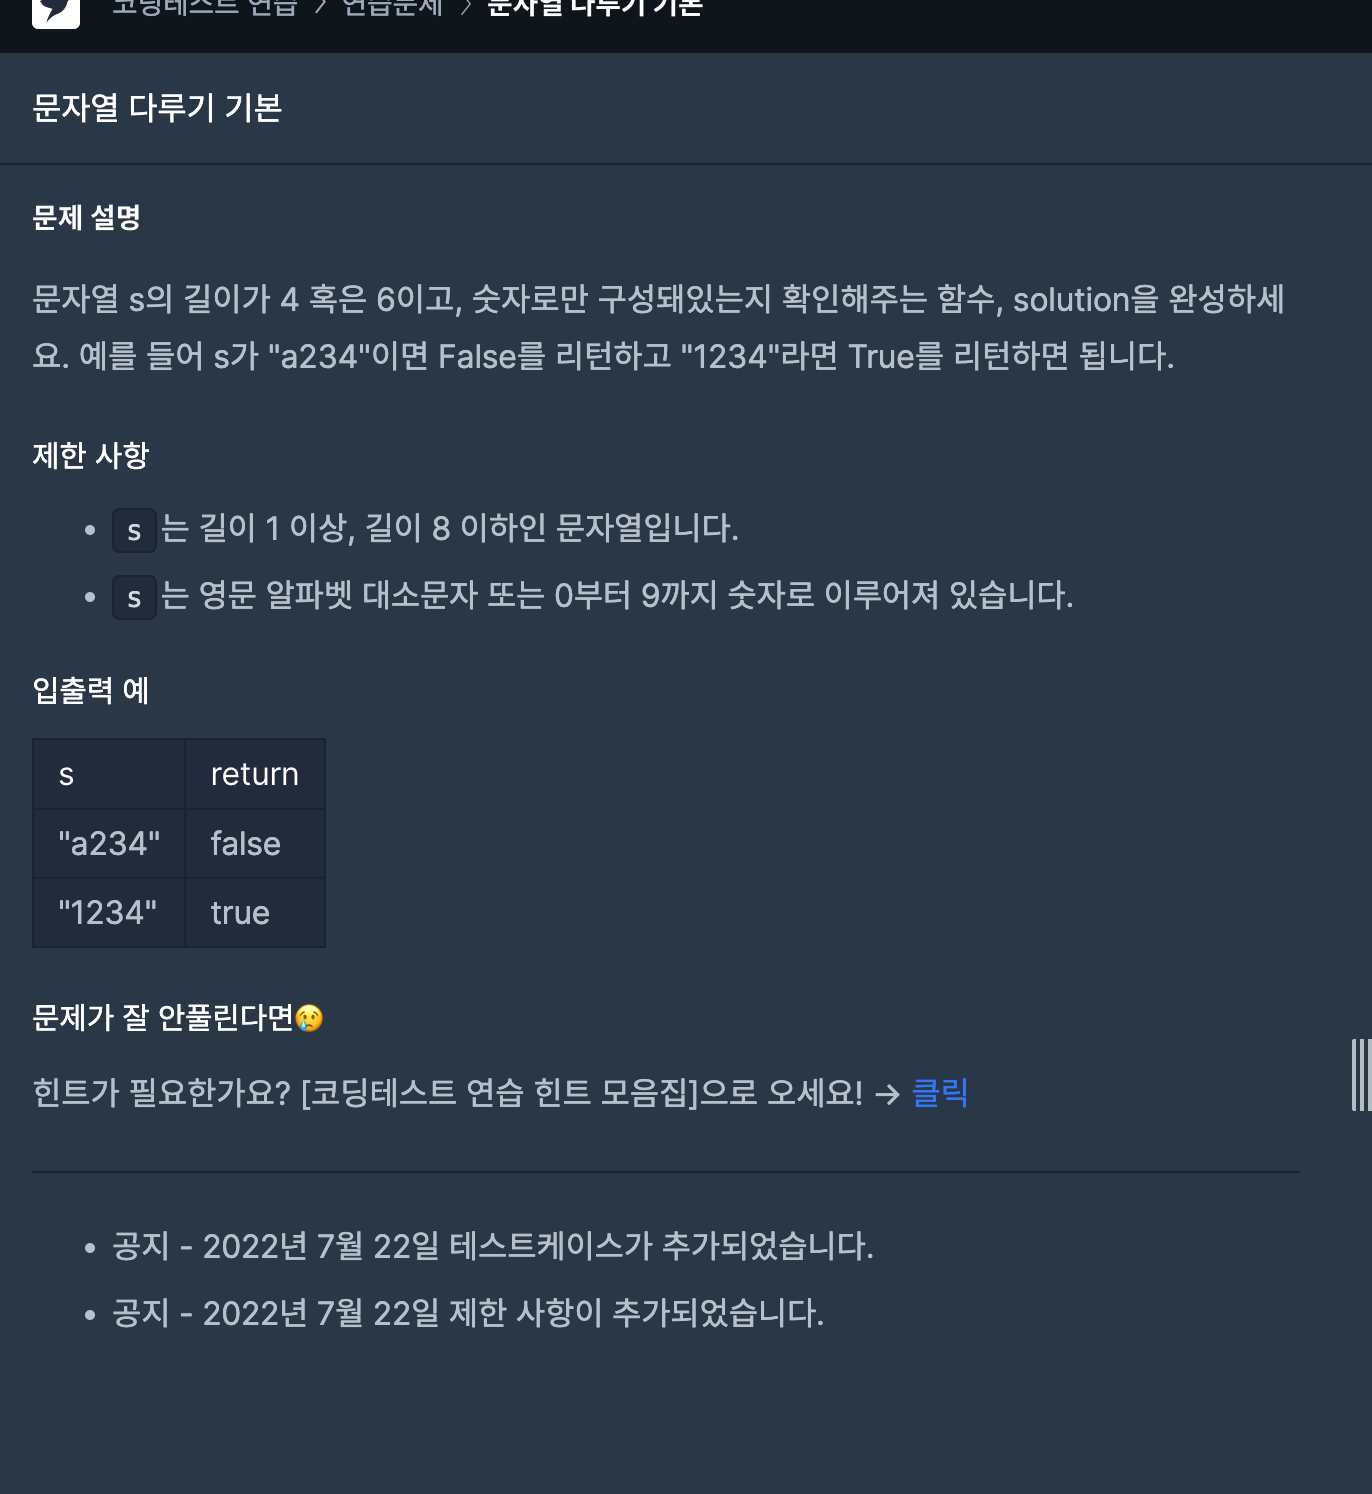 코딩테스트 연습 > 연습문제 > 문자열 다루기 기본
문자열 다루기 기본
문제 설명
문자열 s의 길이가 4 혹은 6이고, 숫자로만 구성돼있는지 확인해주는 함수, solution을 완성하세
요. 예를 들어 s가 "a234"이면 False를 리턴하고 "1234"라면 True를 리턴하면 됩니다.
제한 사항
• s는 길이 1 이상, 길이 8 이하인 문자열입니다.
• s는 영문 알파벳 대소문자 또는 0부터 9까지 숫자로 이루어져 있습니다.
입출력 예
s return
"a234" false
"1234" true
문제가 잘 안풀린다면😢
힌트가 필요한가요? [코딩테스트 연습 힌트 모음집]으로 오세요! → 클릭
• 공지 - 2022년 7월 22일 테스트케이스가 추가되었습니다.
• 공지 - 2022년 7월 22일 제한 사항이 추가되었습니다.